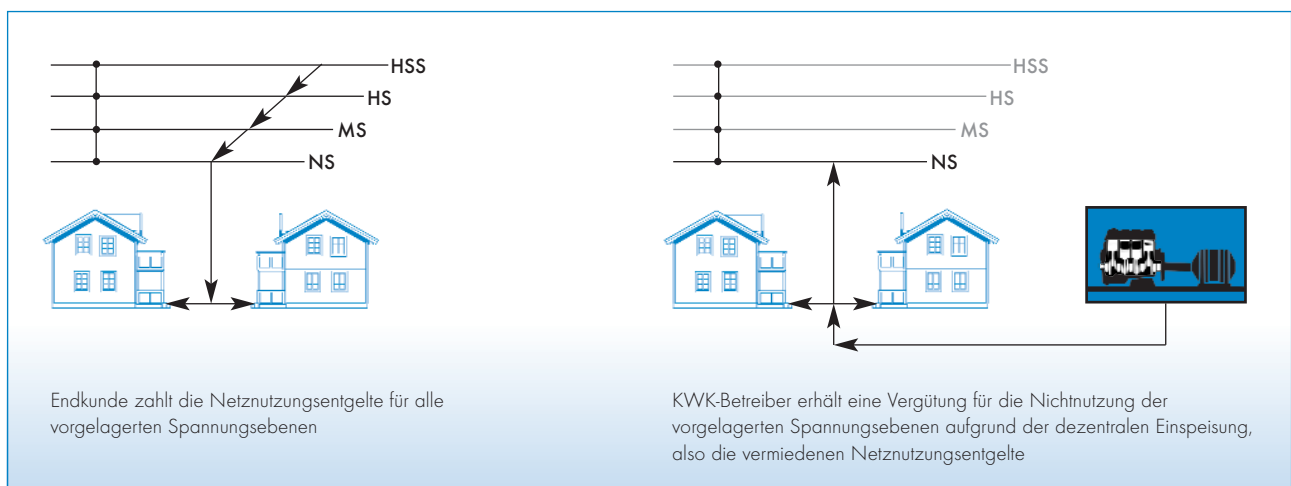 HSS
HS
MS
NS
Endkunde zahlt die Netznutzungsentgelte für alle
vorgelagerten Spannungsebenen
HSS
HS
MS
NS
KWK-Betreiber erhält eine Vergütung für die Nichtnutzung der
vorgelagerten Spannungsebenen aufgrund der dezentralen Einspeisung,
also die vermiedenen Netznutzungsentgelte